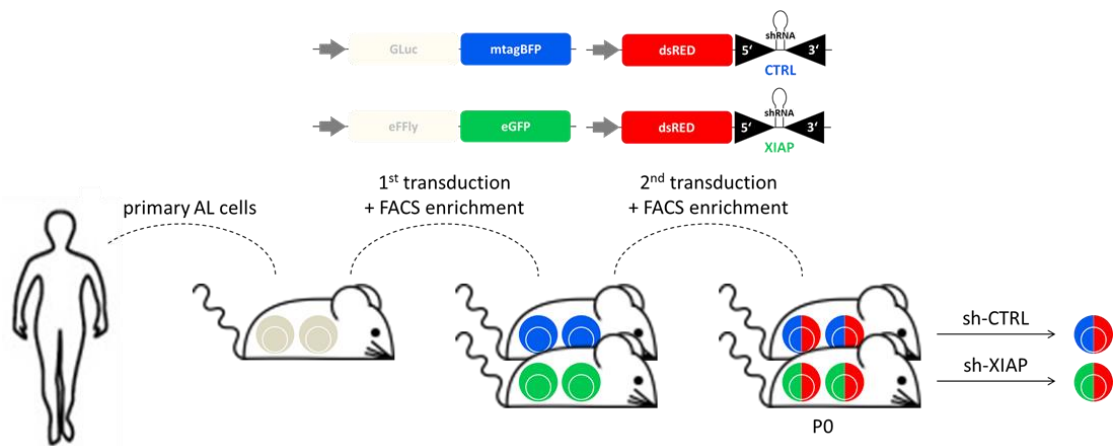 GLuc mtagBFP dsRED 5‘ shRNA 3‘
CTRL
eFFly eGFP dsRED 5‘ shRNA 3‘
XIAP
primary AL cells
1st transduction
+ FACS enrichment
2nd transduction
+ FACS enrichment
sh-CTRL
sh-XIAP
P0